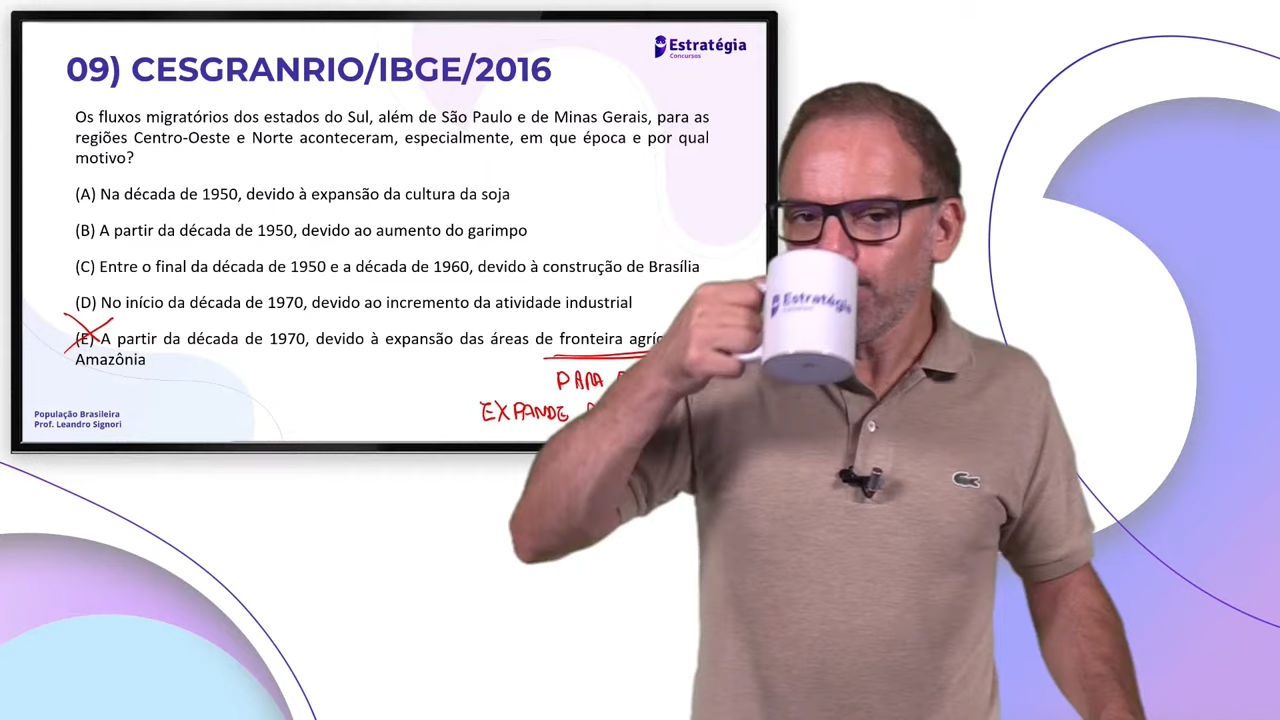 09) CESGRANRIO/IBGE/2016
Estratégia
Concursos
Os fluxos migratórios dos estados do Sul, além de São Paulo e de Minas Gerais, para as
regiões Centro-Oeste e Norte aconteceram, especialmente, em que época e por qual
motivo?
(A) Na década de 1950, devido à expansão da cultura da soja
(B) A partir da década de 1950, devido ao aumento do garimpo
(C) Entre o final da década de 1950 e a década de 1960, devido à construção de Brasília
(D) No início da década de 1970, devido ao incremento da atividade industrial
(E) A partir da década de 1970, devido à expansão das áreas de fronteira
Amazônia
PARA
EXPANDE
População Brasileira
Prof. Leandro Signori
Estratégia